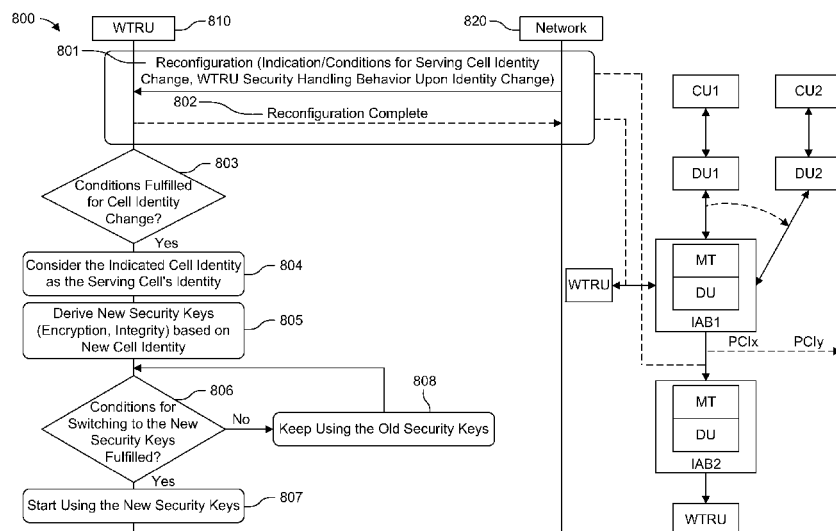 800
WTRU
810
820
Network
801
Reconfiguration (Indication/Conditions for Serving Cell Identity
Change, WTRU Security Handling Behavior Upon Identity Change)
802
Reconfiguration Complete
803
Conditions Fulfilled
for Cell Identity
Change?
Yes
Consider the Indicated Cell Identity
as the Serving Cell's Identity
804
Derive New Security Keys
(Encryption, Integrity) based on
New Cell Identity
805
806
Conditions for
Switching to the New
Security Keys
Fulfilled?
No
808
Keep Using the Old Security Keys
Yes
Start Using the New Security Keys
807
CU1
CU2
DU1
DU2
WTRU
MT
DU
IAB1
PCIx
PCIy
MT
DU
IAB2
WTRU